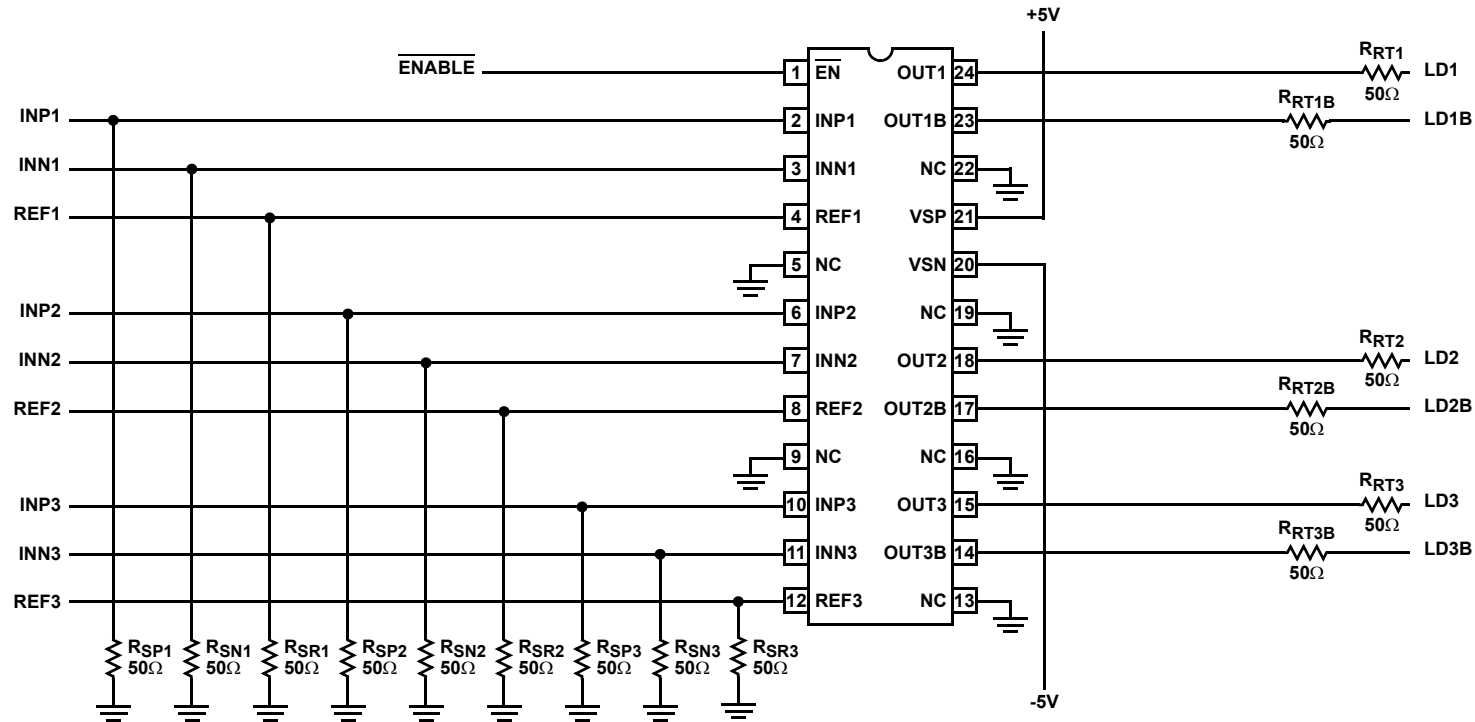 +5V
ENABLE
1 EN OUT1 24
RRT1
50Ω
LD1
INP1
2 INP1 OUT1B 23
RRT1B
50Ω
LD1B
INN1
3 INN1 NC 22
REF1
4 REF1 VSP 21
5 NC VSN 20
INP2
6 INP2 NC 19
INN2
7 INN2 OUT2 18
RRT2
50Ω
LD2
REF2
8 REF2 OUT2B 17
RRT2B
50Ω
LD2B
9 NC NC 16
INP3
10 INP3 OUT3 15
RRT3
50Ω
LD3
INN3
11 INN3 OUT3B 14
RRT3B
50Ω
LD3B
REF3
12 REF3 NC 13
RSP1 RSN1 RSR1 RSP2 RSN2 RSR2 RSP3 RSN3 RSR3
50Ω 50Ω 50Ω 50Ω 50Ω 50Ω 50Ω 50Ω 50Ω
-5V